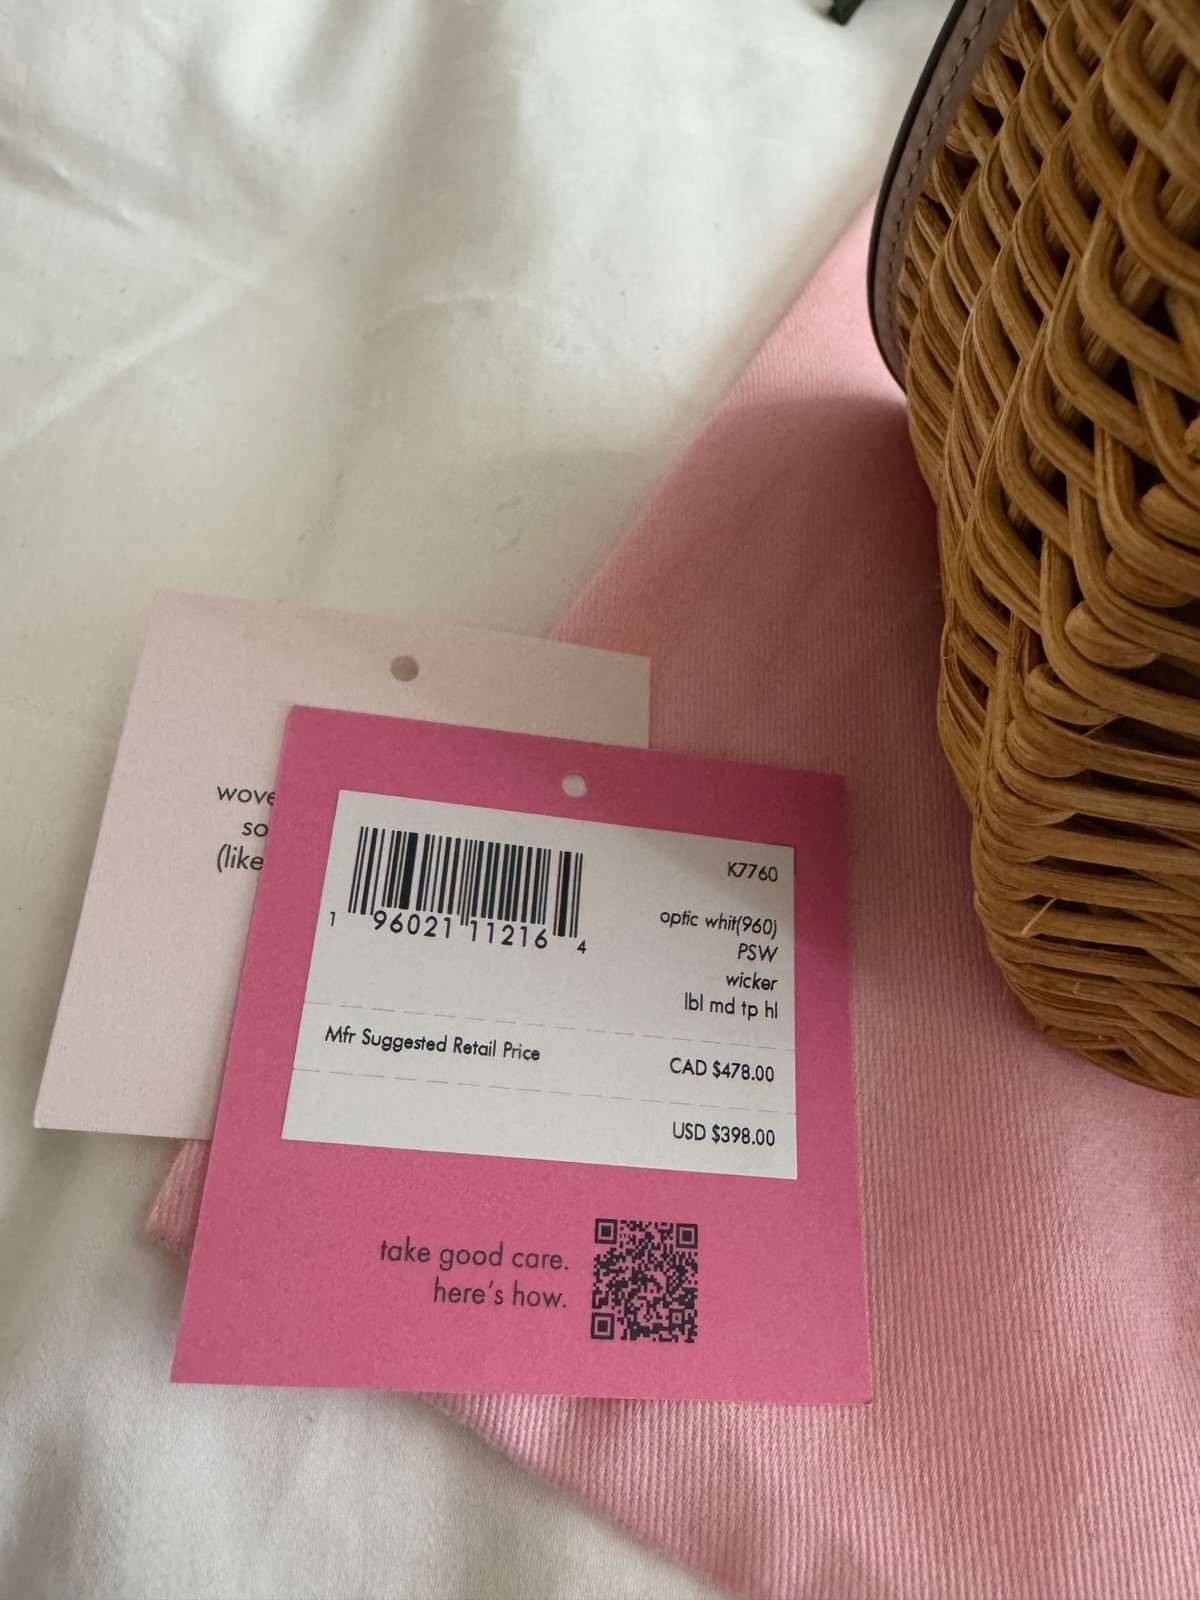 wove
so
(like
K7760
1 96021 11216 4
optic whit(960)
PSW
wicker
lbl md tp hl
Mfr Suggested Retail Price CAD $478.00
USD $398.00
take good care.
here's how.